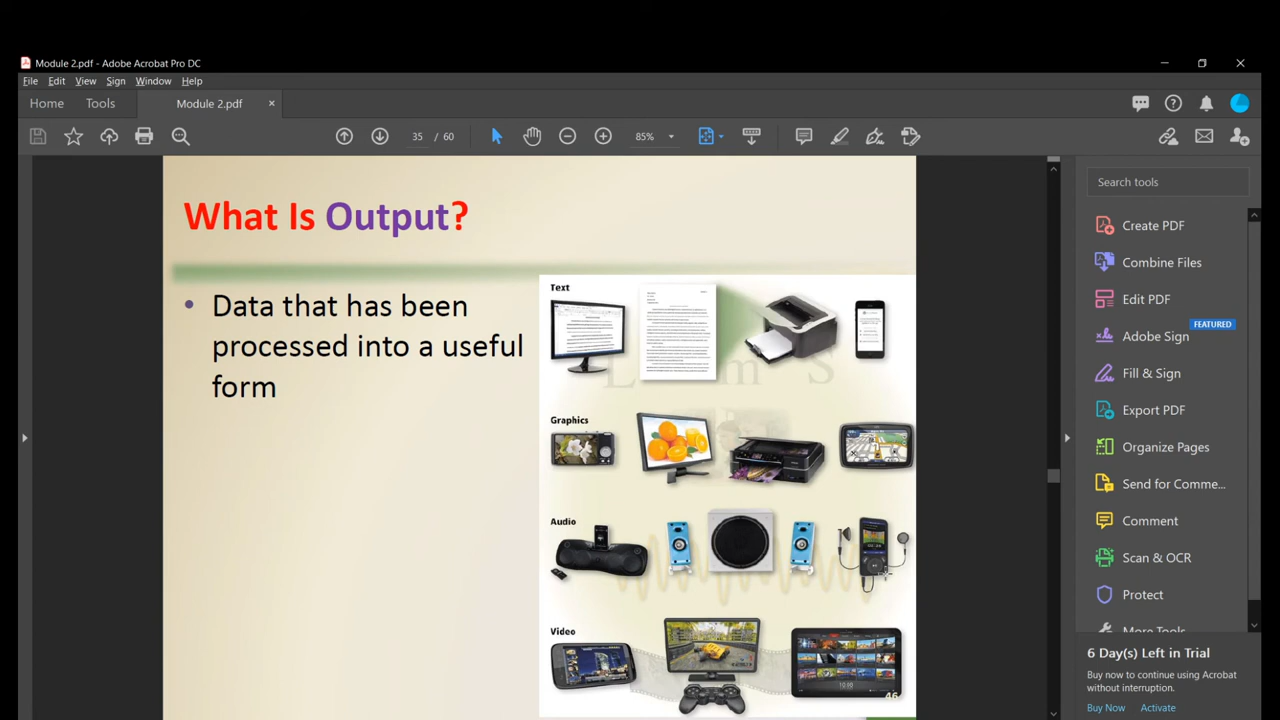 Module 2.pdf - Adobe Acrobat Pro DC
File Edit View Sign Window Help
Home Tools Module 2.pdf ×
35 / 60 85%
What Is Output?
• Data that has been
processed into a useful
form
Text
Graphics
Audio
Video
46
Search tools
Create PDF
Combine Files
Edit PDF
FEATURED
Adobe Sign
Fill & Sign
Export PDF
Organize Pages
Send for Comme...
Comment
Scan & OCR
Protect
More Tools
6 Day(s) Left in Trial
Buy now to continue using Acrobat
without interruption.
Buy Now Activate